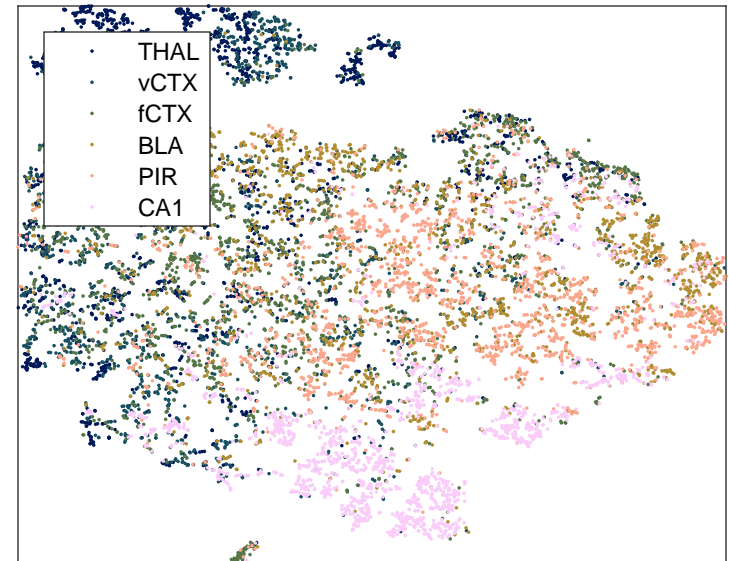 THAL
vCTX
fCTX
BLA
PIR
CA1